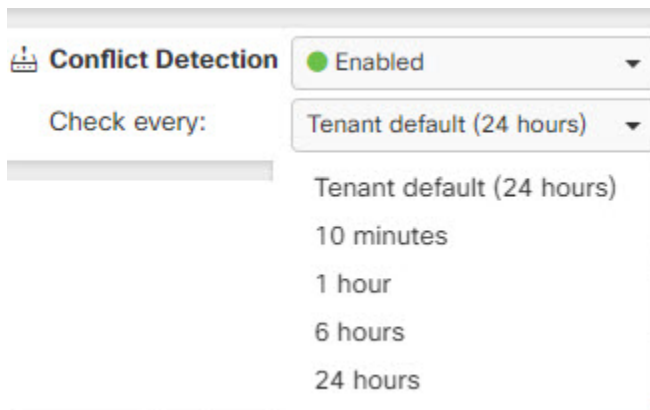 Conflict Detection Enabled
Check every: Tenant default (24 hours)
Tenant default (24 hours)
10 minutes
1 hour
6 hours
24 hours